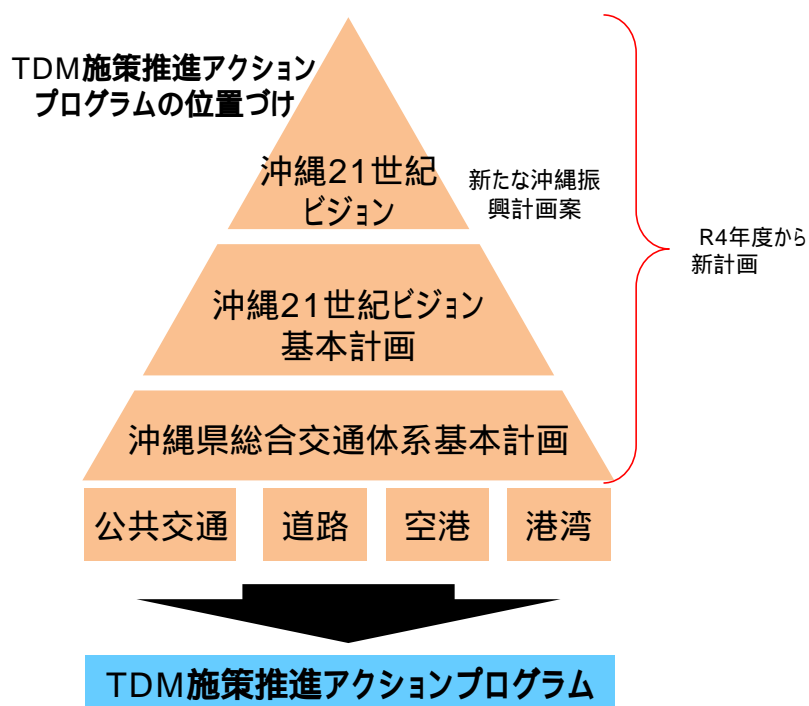 TDM施策推進アクション
プログラムの位置づけ
沖縄21世紀
ビジョン
新たな沖縄振
興計画案
R4年度から
新計画
沖縄21世紀ビジョン
基本計画
沖縄県総合交通体系基本計画
公共交通
道路
空港
港湾
TDM施策推進アクションプログラム